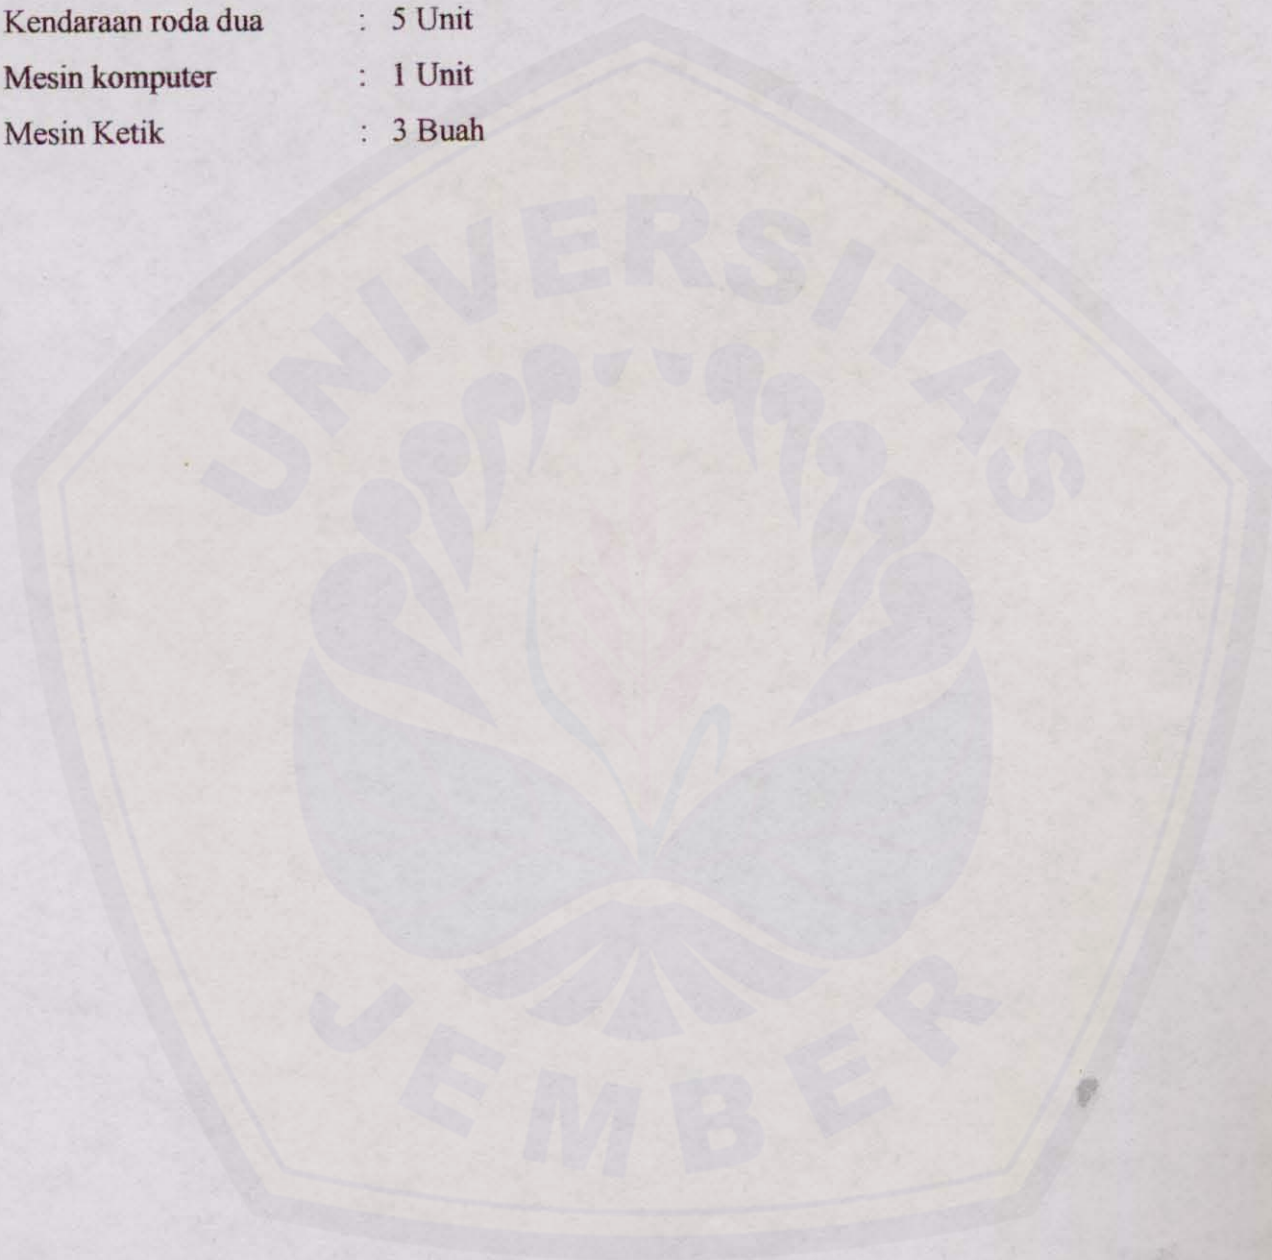 Kendaraan roda dua : 5 Unit
Mesin komputer : 1 Unit
Mesin Ketik : 3 Buah
UNIVERSITAS
JEMBER